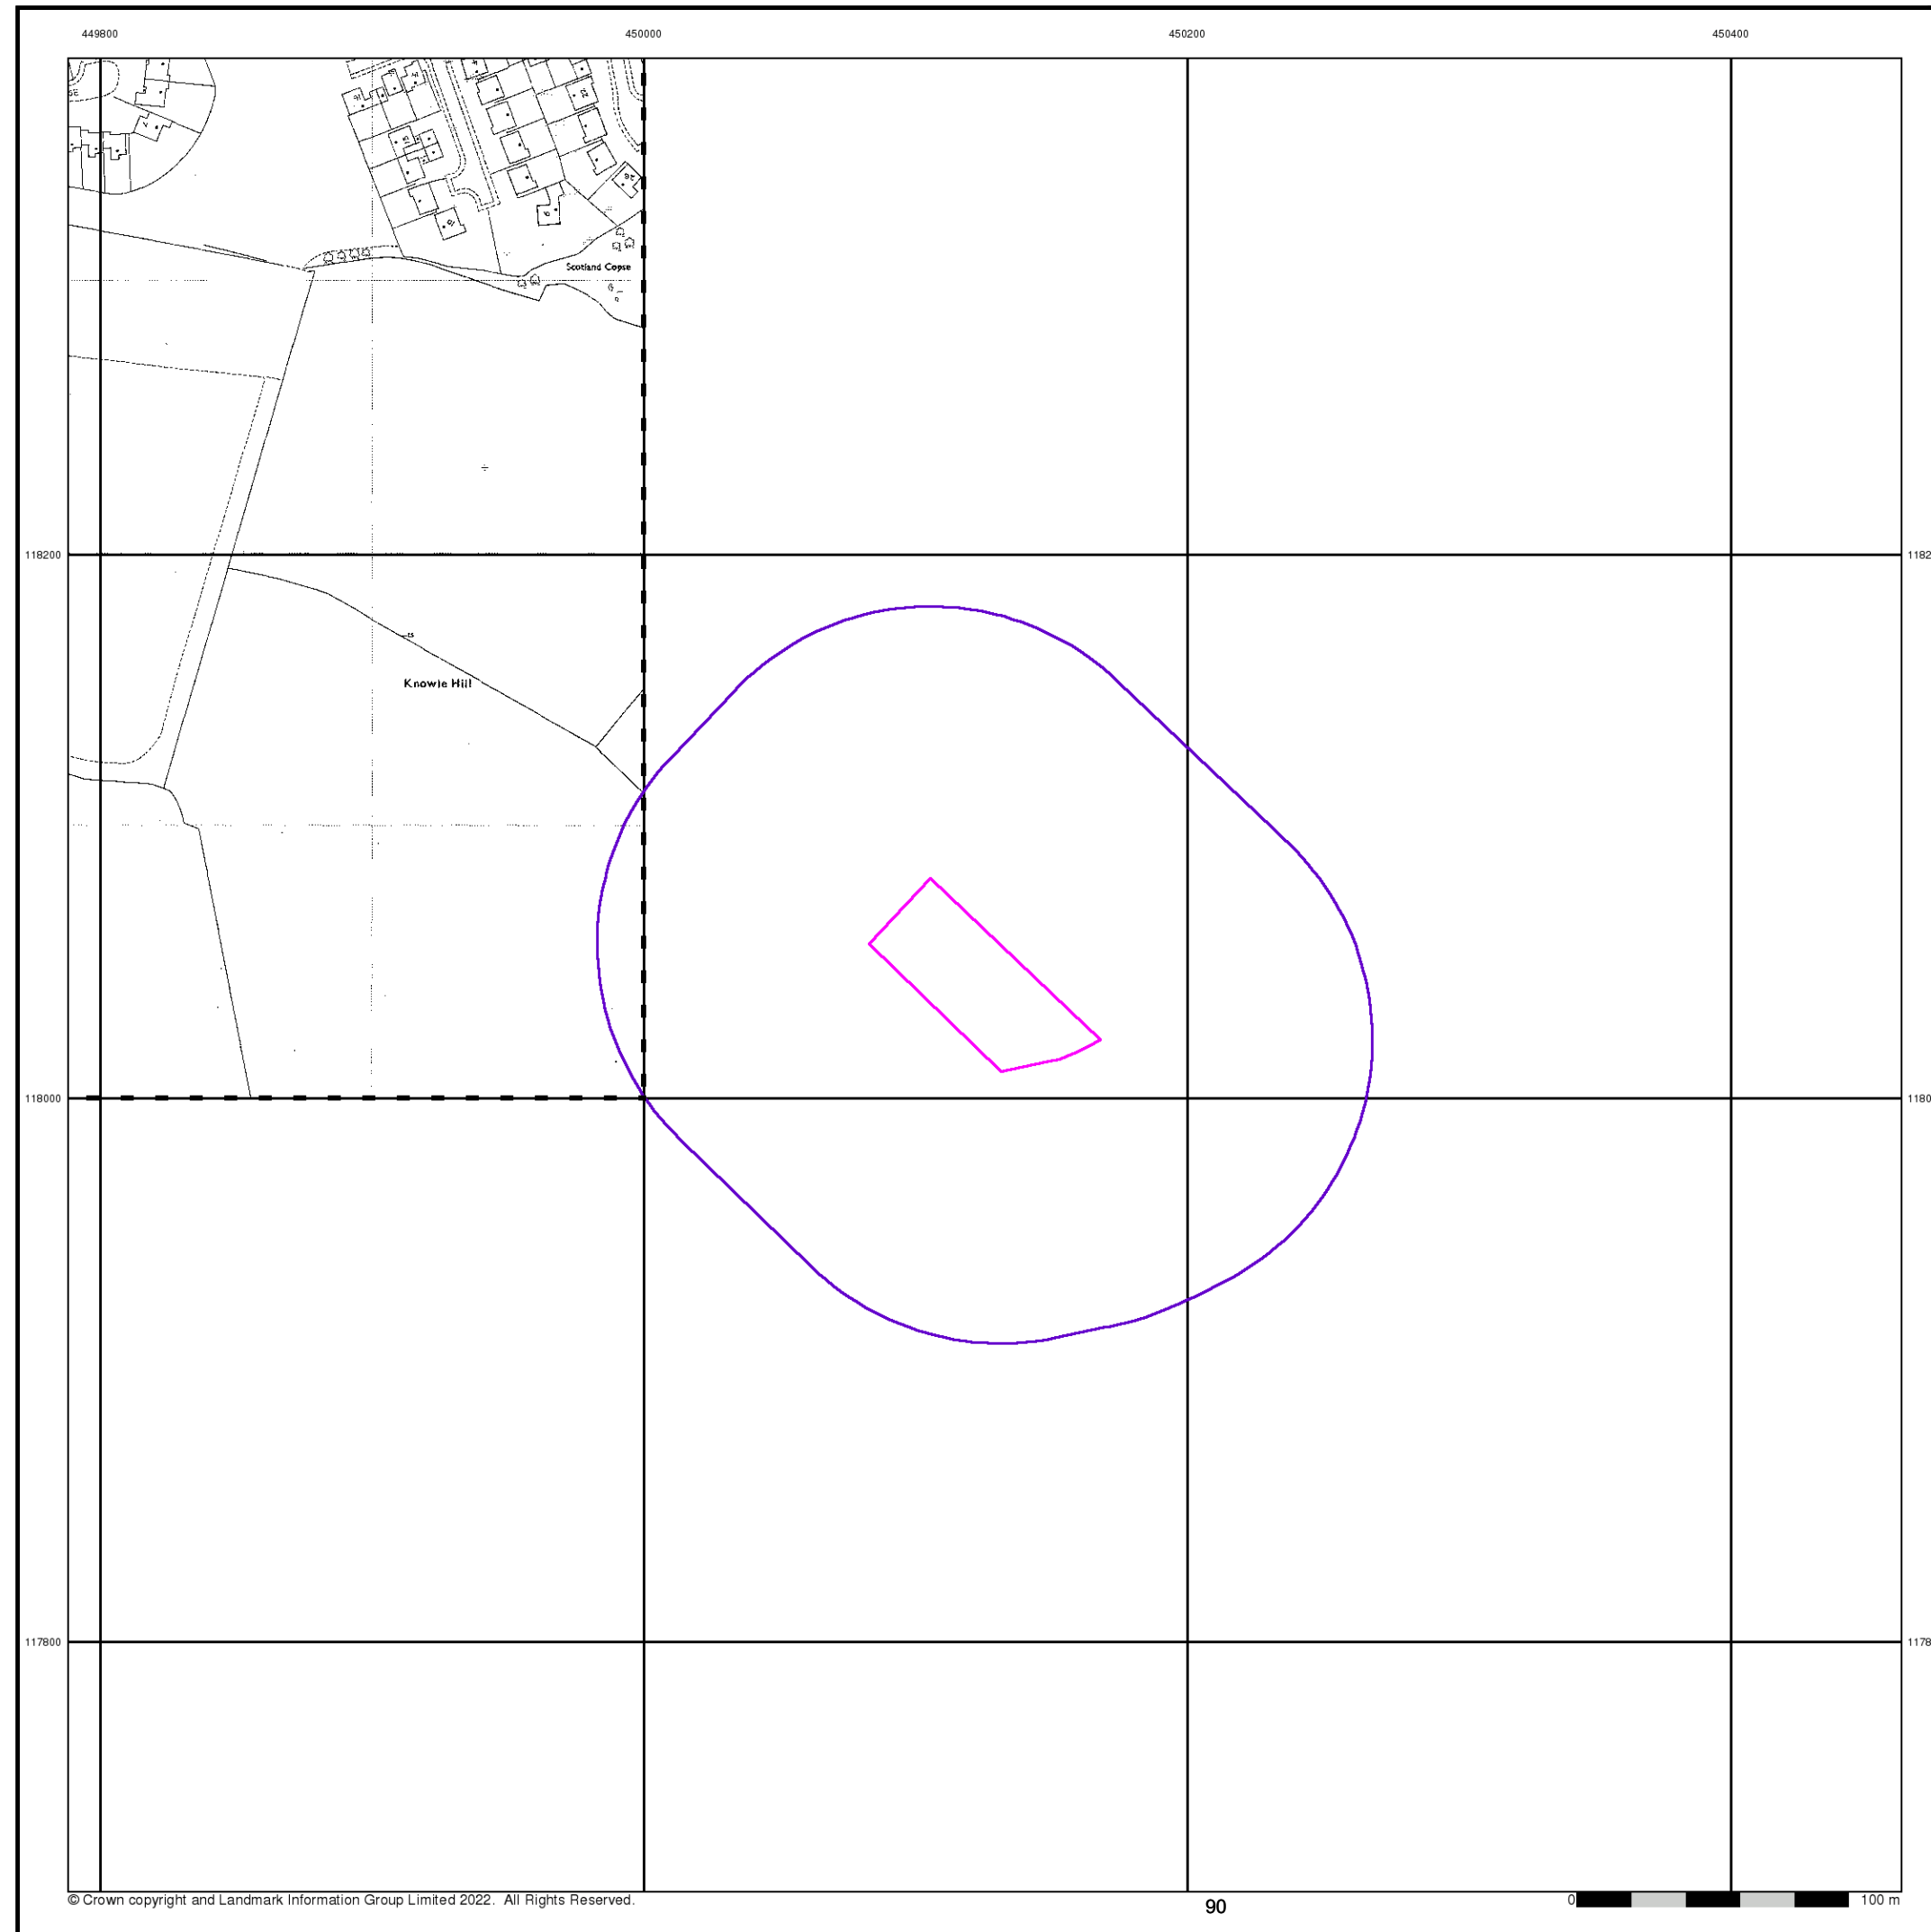 449800 450000 450200 450400
Scotland Copse
118200 1182
Knowle Hill
118000 1180
117800 1178
© Crown copyright and Landmark Information Group Limited 2022. All Rights Reserved.
90
0 100 m